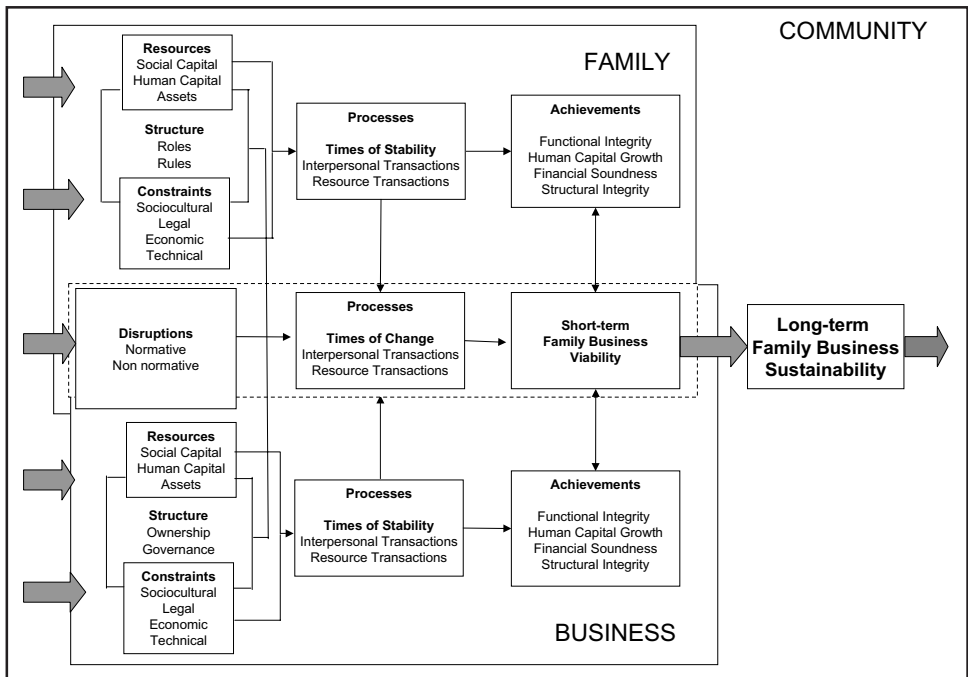 COMMUNITY
FAMILY
Resources
Social Capital
Human Capital
Assets
Structure
Roles
Rules
Constraints
Sociocultural
Legal
Economic
Technical
Processes
Times of Stability
Interpersonal Transactions
Resource Transactions
Achievements
Functional Integrity
Human Capital Growth
Financial Soundness
Structural Integrity
Disruptions
Normative
Non normative
Processes
Times of Change
Interpersonal Transactions
Resource Transactions
Short-term
Family Business
Viability
Long-term
Family Business
Sustainability
Resources
Social Capital
Human Capital
Assets
Structure
Ownership
Governance
Constraints
Sociocultural
Legal
Economic
Technical
Processes
Times of Stability
Interpersonal Transactions
Resource Transactions
Achievements
Functional Integrity
Human Capital Growth
Financial Soundness
Structural Integrity
BUSINESS